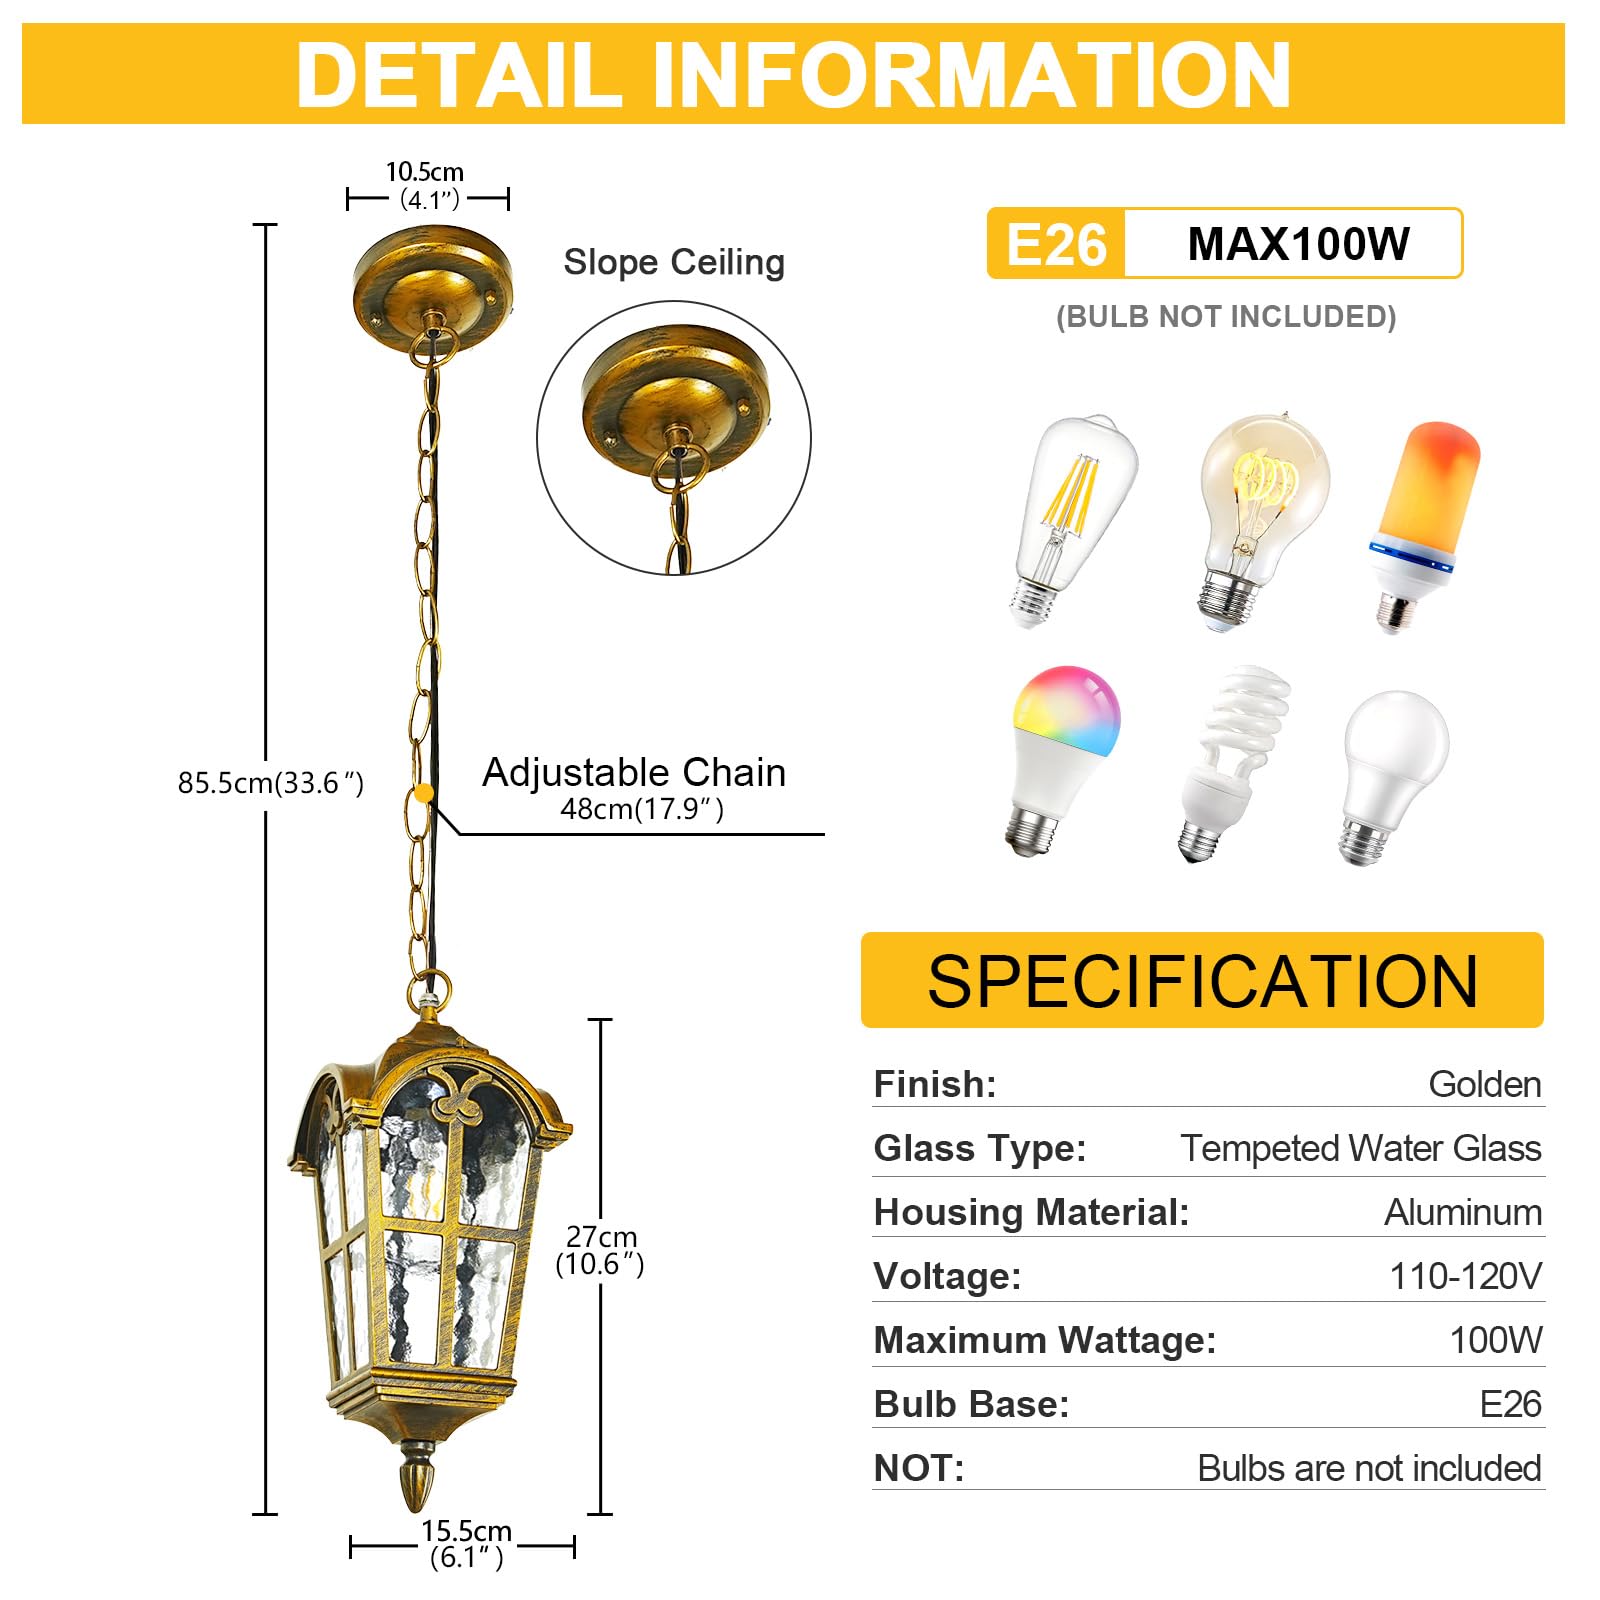 DETAIL INFORMATION
10.5cm
(4.1”)
Slope Ceiling
E26 MAX100W
(BULB NOT INCLUDED)
85.5cm(33.6″)
Adjustable Chain
48cm(17.9″)
27cm
(10.6″)
15.5cm
(6.1″)
SPECIFICATION
Finish: Golden
Glass Type: Tempeted Water Glass
Housing Material: Aluminum
Voltage: 110-120V
Maximum Wattage: 100W
Bulb Base: E26
NOT: Bulbs are not included